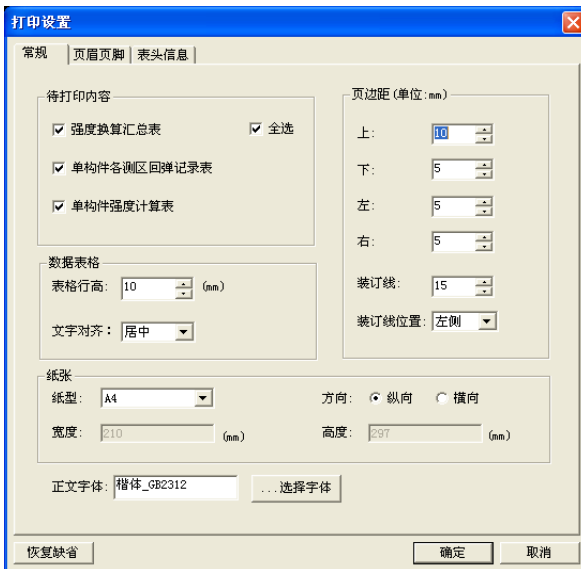 打印设置
常规 页眉页脚 表头信息
待打印内容
强度换算汇总表 全选
单构件各测区回弹记录表
单构件强度计算表
页边距(单位:mm)
上: 10
下: 5
左: 5
右: 5
装订线: 15
装订线位置: 左侧
数据表格
表格行高: 10 (mm)
文字对齐: 居中
纸张
纸型: A4 方向: 纵向 横向
宽度: 210 (mm) 高度: 297 (mm)
正文字体: 楷体_GB2312 ...选择字体
恢复缺省 确定 取消